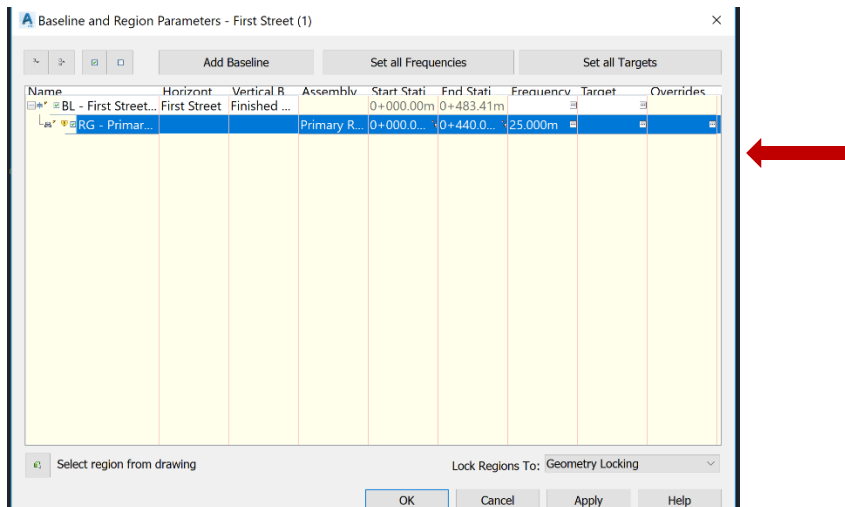 Baseline and Region Parameters - First Street (1)
Add Baseline Set all Frequencies Set all Targets
Name Horizont Vertical B Assembly Start Stati End Stati Frequency Target Overrides
BL - First Street... First Street Finished ... 0+000.00m 0+483.41m
RG - Primar... Primary R... 0+000.0... 0+440.0... 25.000m
Select region from drawing Lock Regions To: Geometry Locking
OK Cancel Apply Help